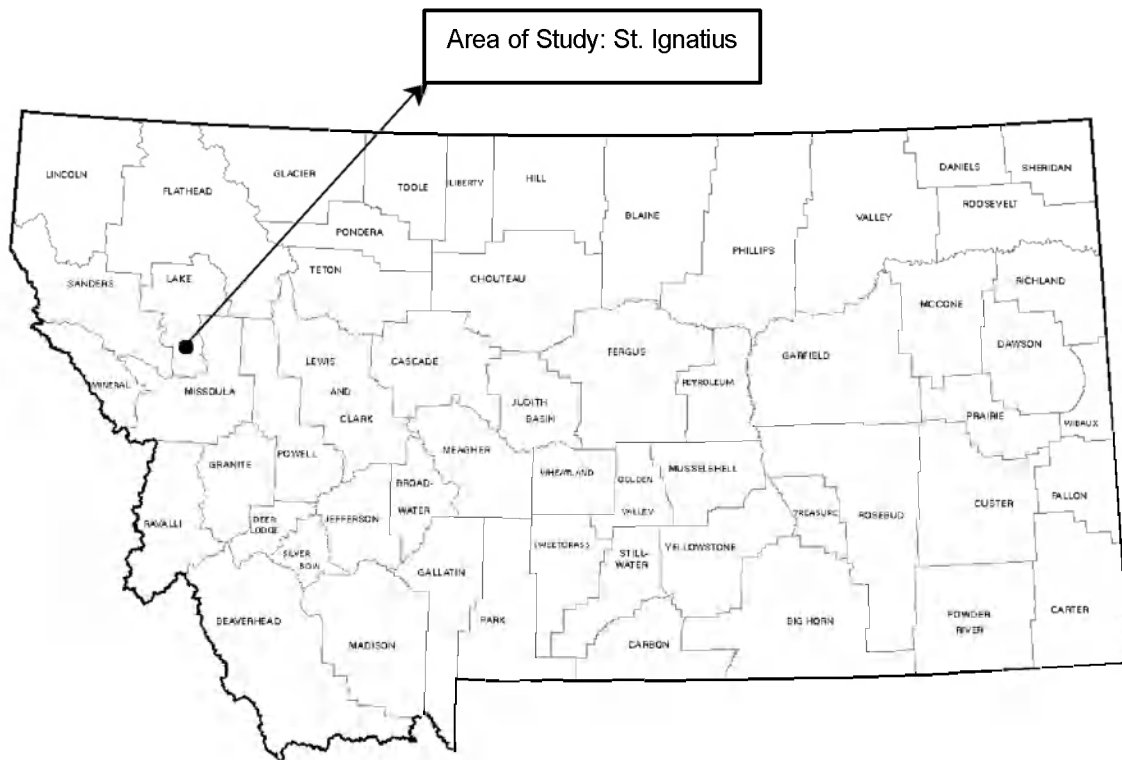 Area of Study: St. Ignatius
LINCOLN
FLATHEAD
GLACIER
TOOLE
LIBERTY
HILL
BLAINE
PHILLIPS
VALLEY
DANIELS
SHERIDAN
ROOSEVELT
PONDERA
TETON
CHOUTEAU
SANDERS
LAKE
RICHLAND
MCCONE
DAWSON
GARFIELD
FERGUS
PETROLEUM
CASCADE
LEWIS
AND
CLARK
JUDITH
BASIN
MINERAL
MISSOULA
PRAIRIE
WIBAUX
MEAGHER
POWELL
GRANITE
WHEATLAND
GOLDEN
VALLEY
MUSSELSHELL
BROAD-
WATER
JEFFERSON
DEER
LODGE
RAVALLI
TREASURE
ROSEBUD
CUSTER
FALLON
SILVER
BOW
SWEETGRASS
STILL-
WATER
YELLOWSTONE
GALLATIN
PARK
BEAVERHEAD
MADISON
CARBON
BIG HORN
POWDER
RIVER
CARTER